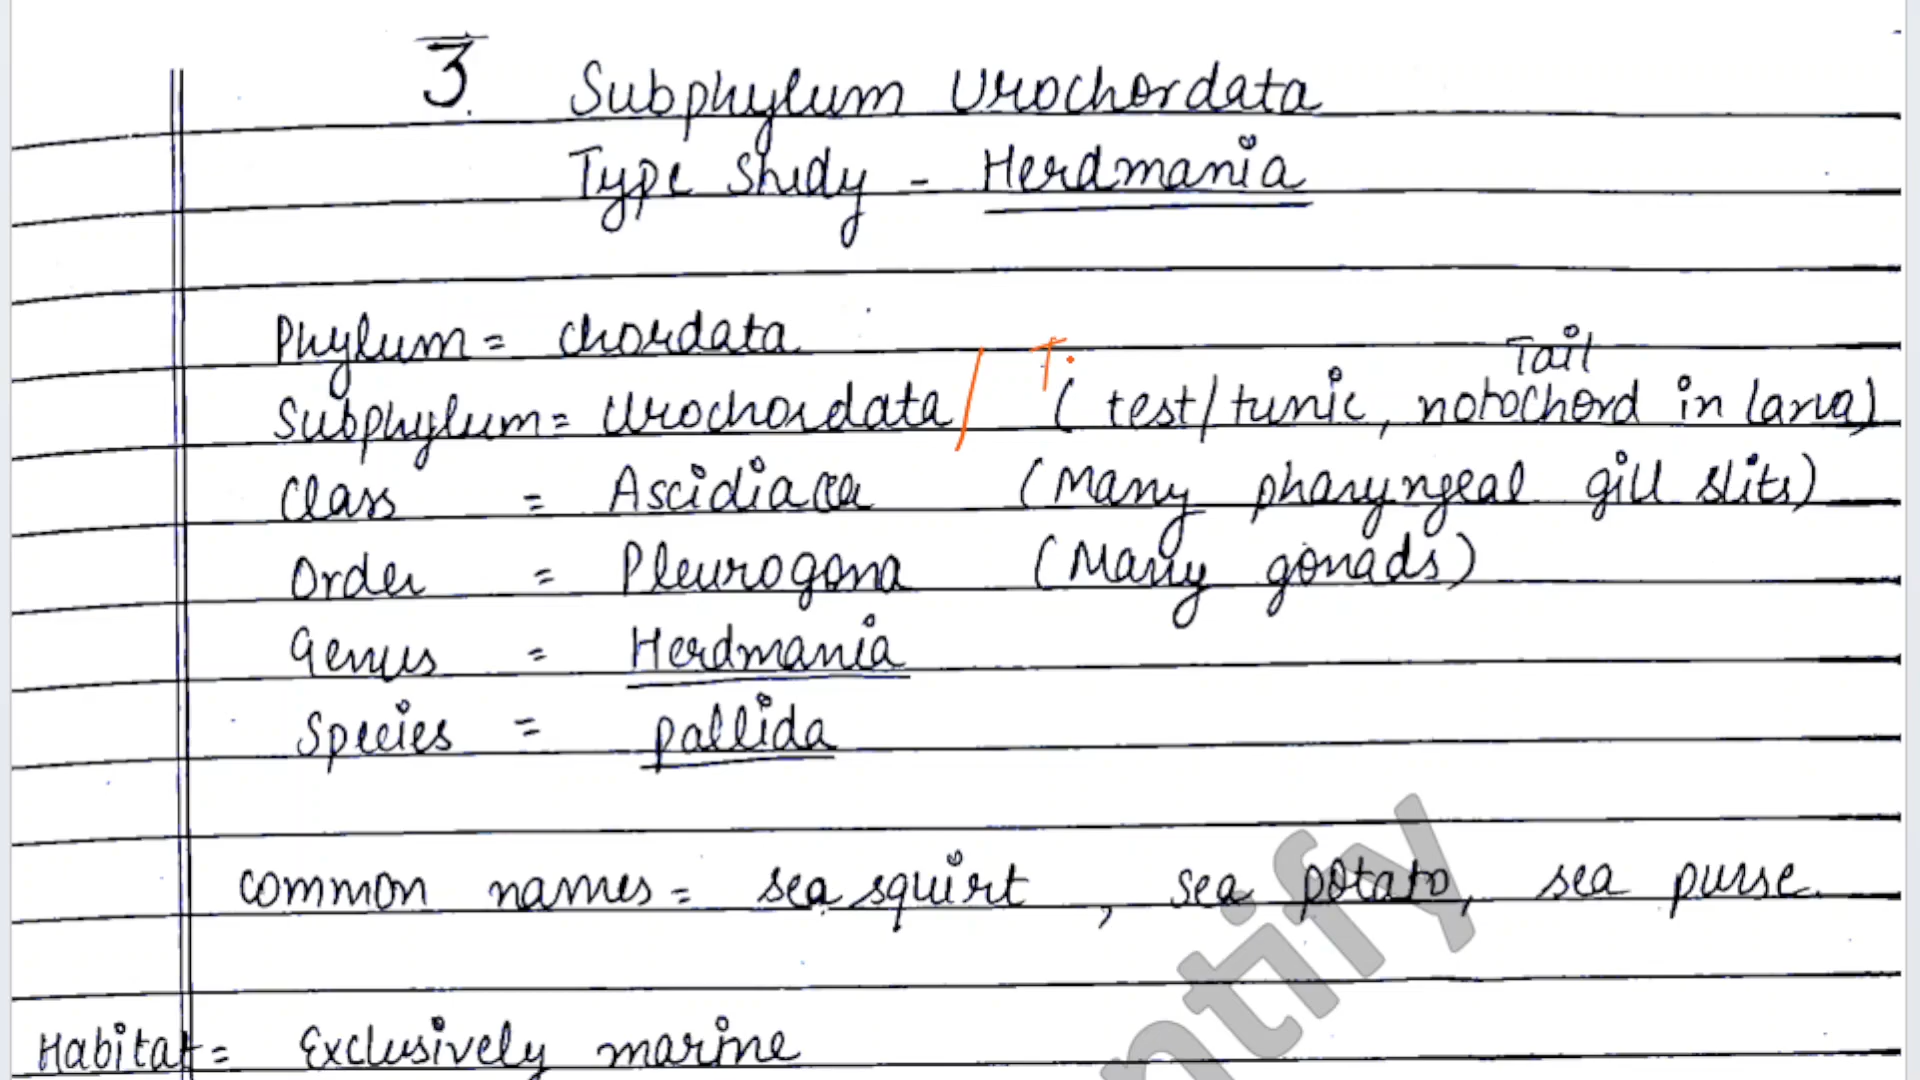 3. Subphylum Urochordata
Type Study - Herdmania
Phylum = Chordata
Tail
Subphylum = Urochordata / T. (test/tunic, notochord in larva)
Class = Ascidiacea (Many pharyngeal gill slits)
Order = Pleurogona (Many gonads)
Genus = Herdmania
Species = pallida
Common names = sea squirt, sea potato, sea purse.
Habitat = Exclusively marine
ntify